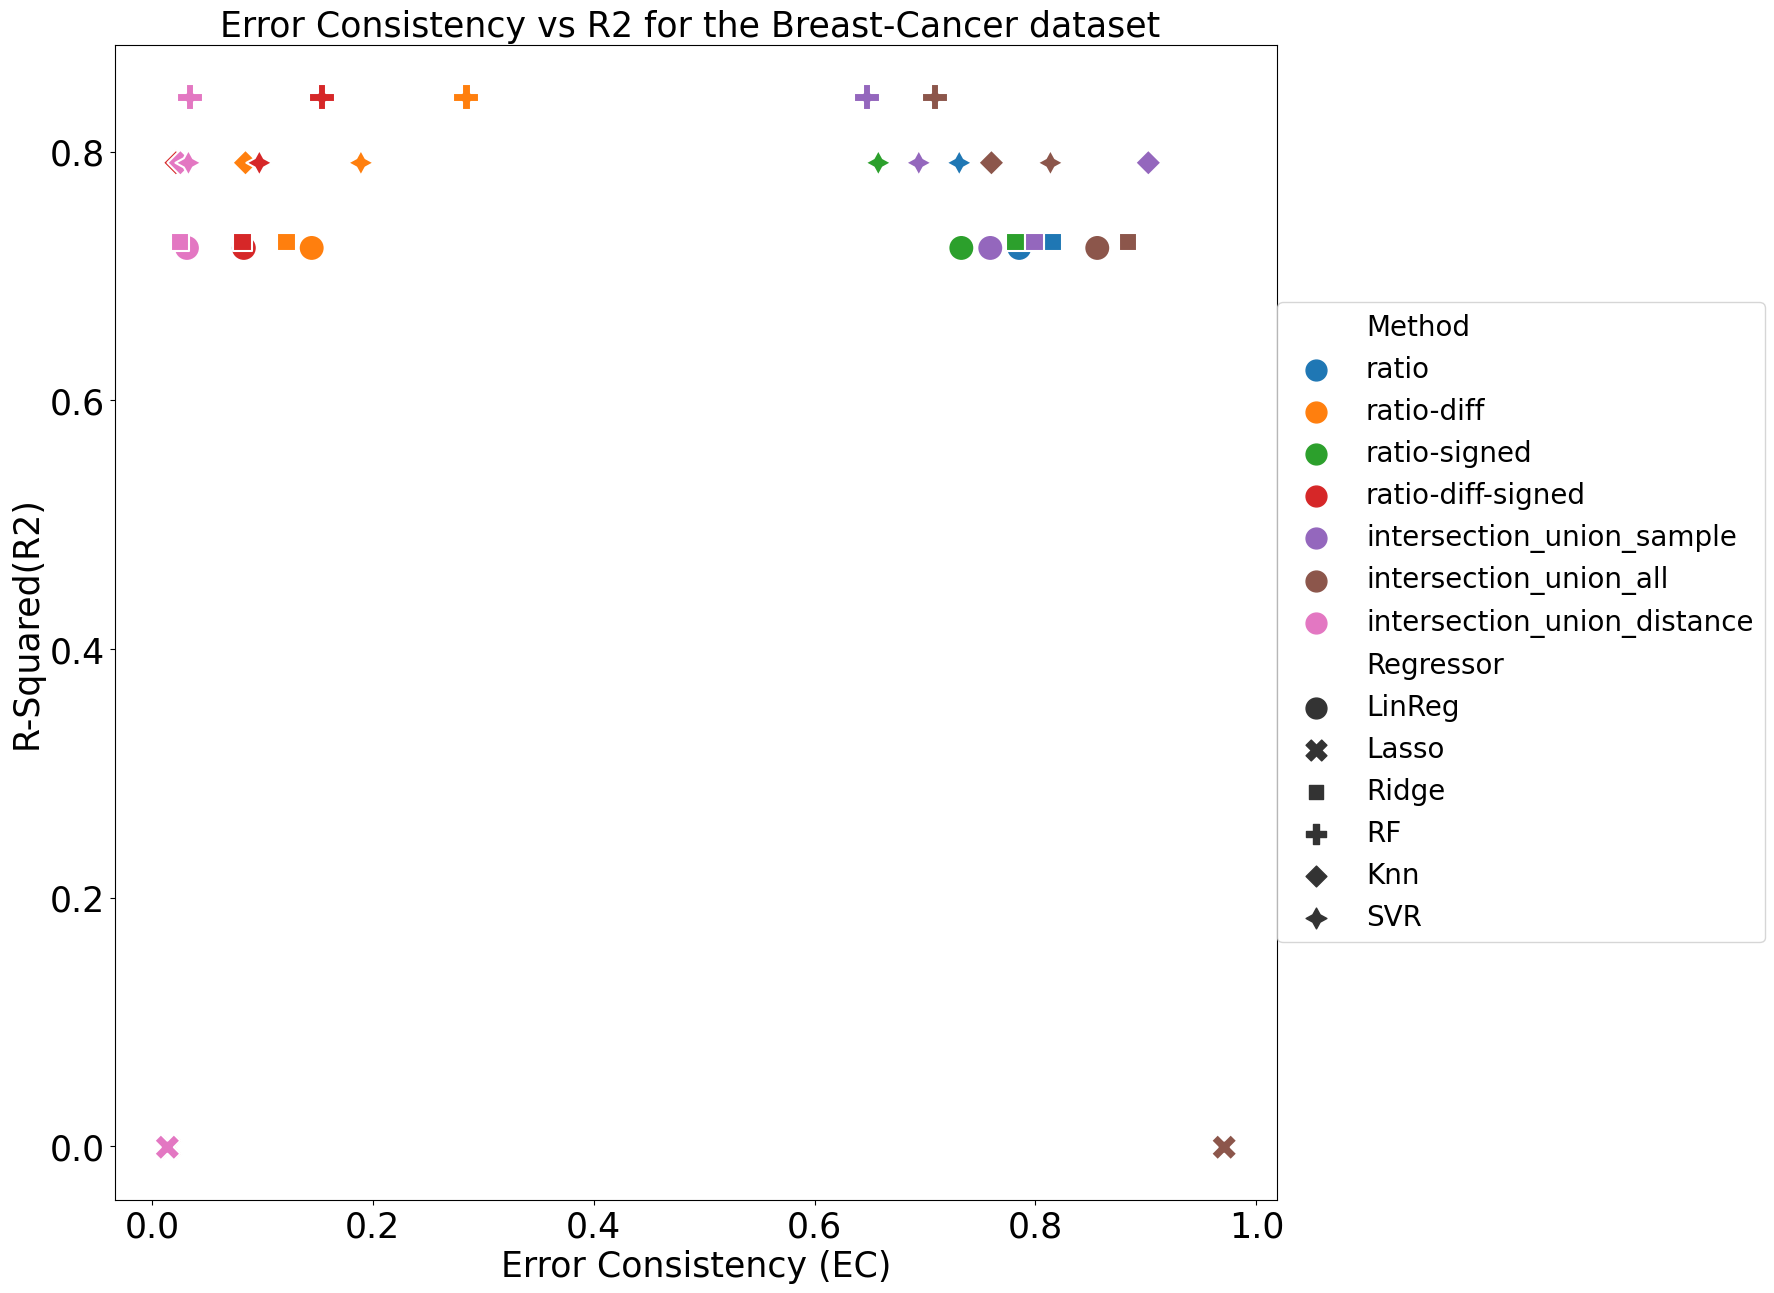 Error Consistency vs R2 for the Breast-Cancer dataset
R-Squared(R2)
0.8
0.6
0.4
0.2
0.0
0.0 0.2 0.4 0.6 0.8 1.0
Error Consistency (EC)
Method
ratio
ratio-diff
ratio-signed
ratio-diff-signed
intersection_union_sample
intersection_union_all
intersection_union_distance
Regressor
LinReg
Lasso
Ridge
RF
Knn
SVR